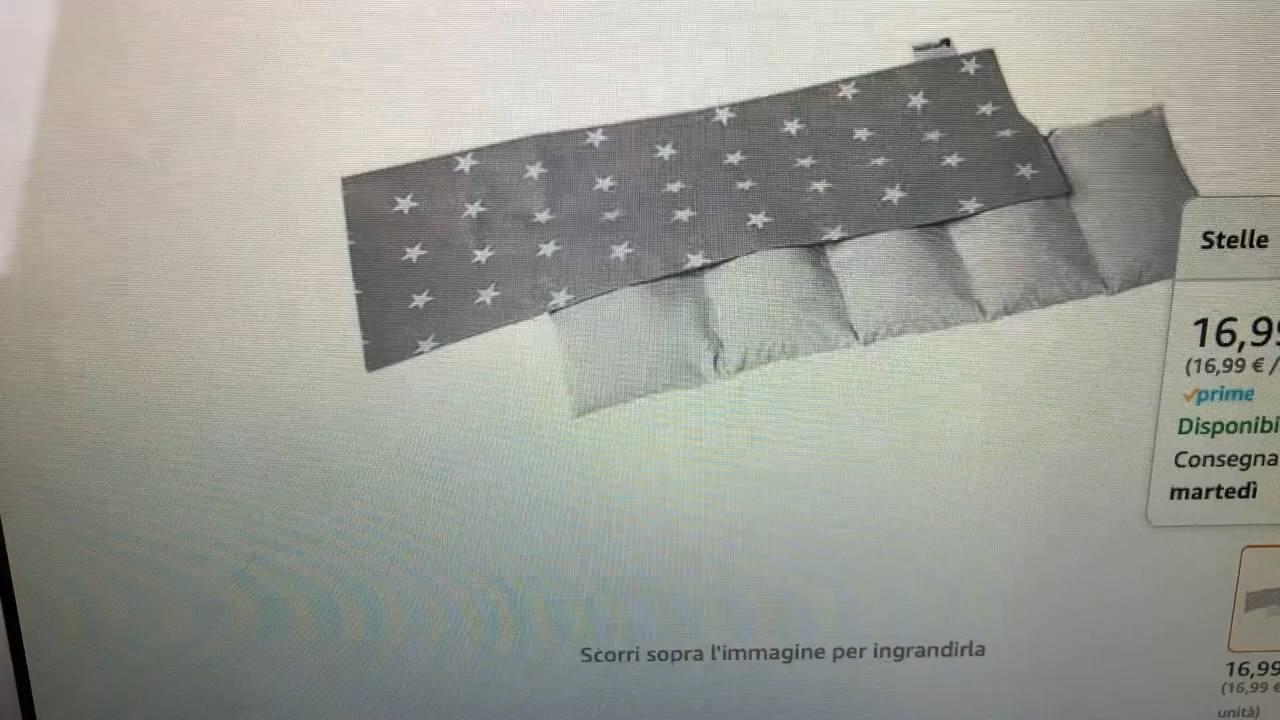 Stelle
16,9
(16,99 € /
prime
Disponibi
Consegna
martedì
Scorri sopra l'immagine per ingrandirla
16,99
(16,99 €
unità)